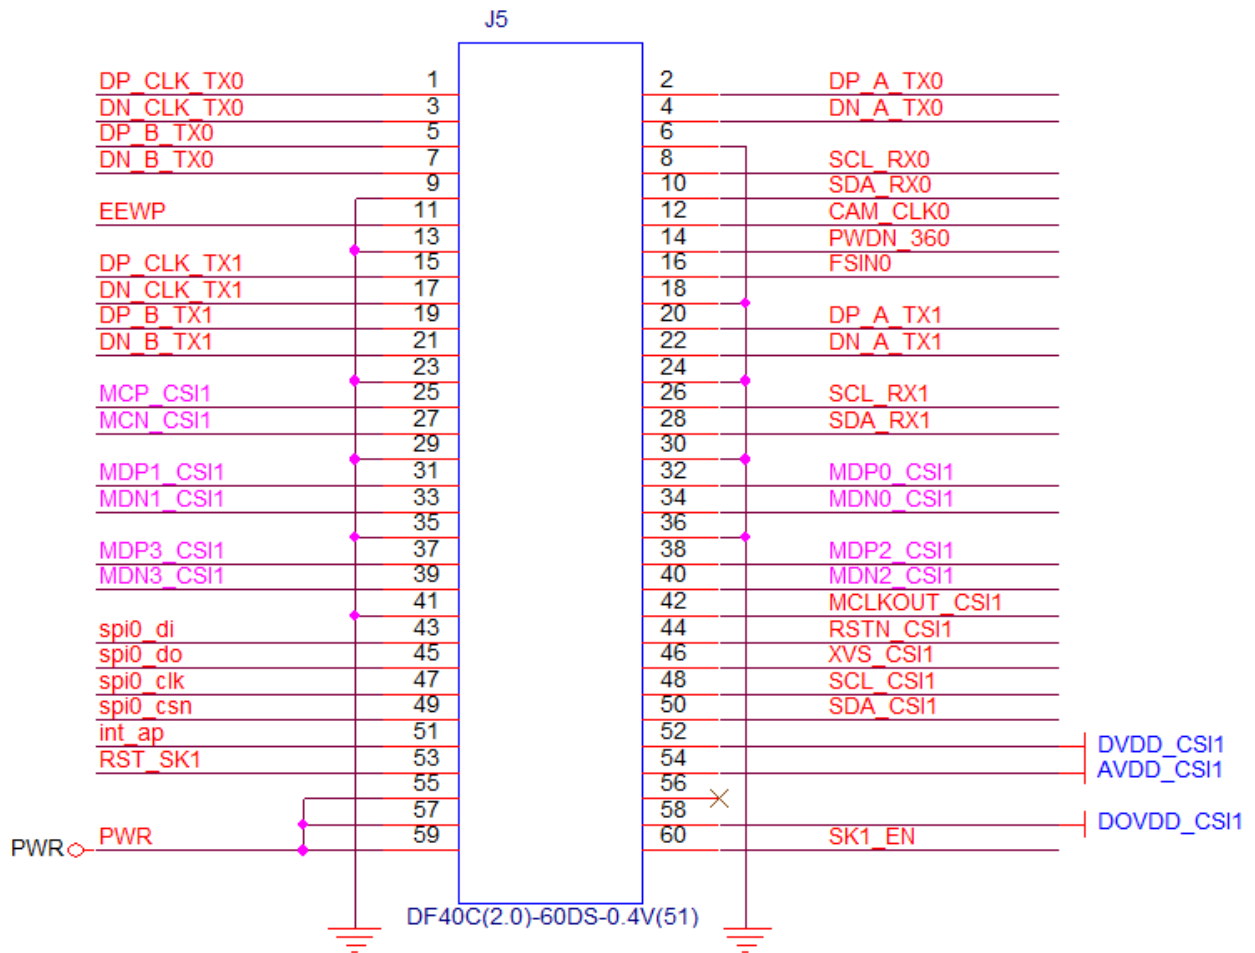 J5
DP_CLK_TX0 1 2 DP_A_TX0
DN_CLK_TX0 3 4 DN_A_TX0
DP_B_TX0 5 6
DN_B_TX0 7 8 SCL_RX0
9 10 SDA_RX0
EEWP 11 12 CAM_CLK0
13 14 PWDN_360
DP_CLK_TX1 15 16 FSIN0
DN_CLK_TX1 17 18
DP_B_TX1 19 20 DP_A_TX1
DN_B_TX1 21 22 DN_A_TX1
23 24
MCP_CSI1 25 26 SCL_RX1
MCN_CSI1 27 28 SDA_RX1
29 30
MDP1_CSI1 31 32 MDP0_CSI1
MDN1_CSI1 33 34 MDN0_CSI1
35 36
MDP3_CSI1 37 38 MDP2_CSI1
MDN3_CSI1 39 40 MDN2_CSI1
41 42 MCLKOUT_CSI1
spi0_di 43 44 RSTN_CSI1
spi0_do 45 46 XVS_CSI1
spi0_clk 47 48 SCL_CSI1
spi0_csn 49 50 SDA_CSI1
int_ap 51 52 DVDD_CSI1
RST_SK1 53 54 AVDD_CSI1
55 56
57 58 DOVDD_CSI1
PWR PWR 59 60 SK1_EN
DF40C(2.0)-60DS-0.4V(51)